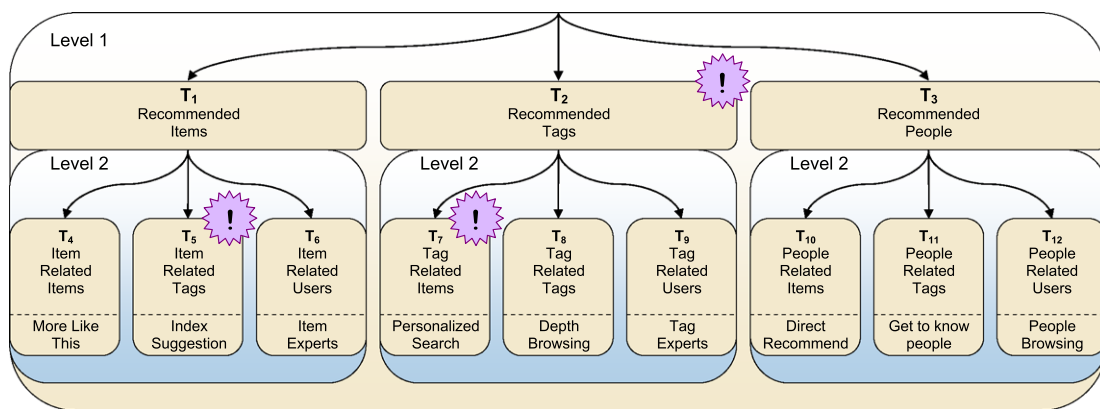 Level 1
!
T₁
Recommended
Items
T₂
Recommended
Tags
T₃
Recommended
People
Level 2
Level 2
Level 2
!
!
T₄
Item
Related
Items
More Like
This
T₅
Item
Related
Tags
Index
Suggestion
T₆
Item
Related
Users
Item
Experts
T₇
Tag
Related
Items
Personalized
Search
T₈
Tag
Related
Tags
Depth
Browsing
T₉
Tag
Related
Users
Tag
Experts
T₁₀
People
Related
Items
Direct
Recommend
T₁₁
People
Related
Tags
Get to know
people
T₁₂
People
Related
Users
People
Browsing